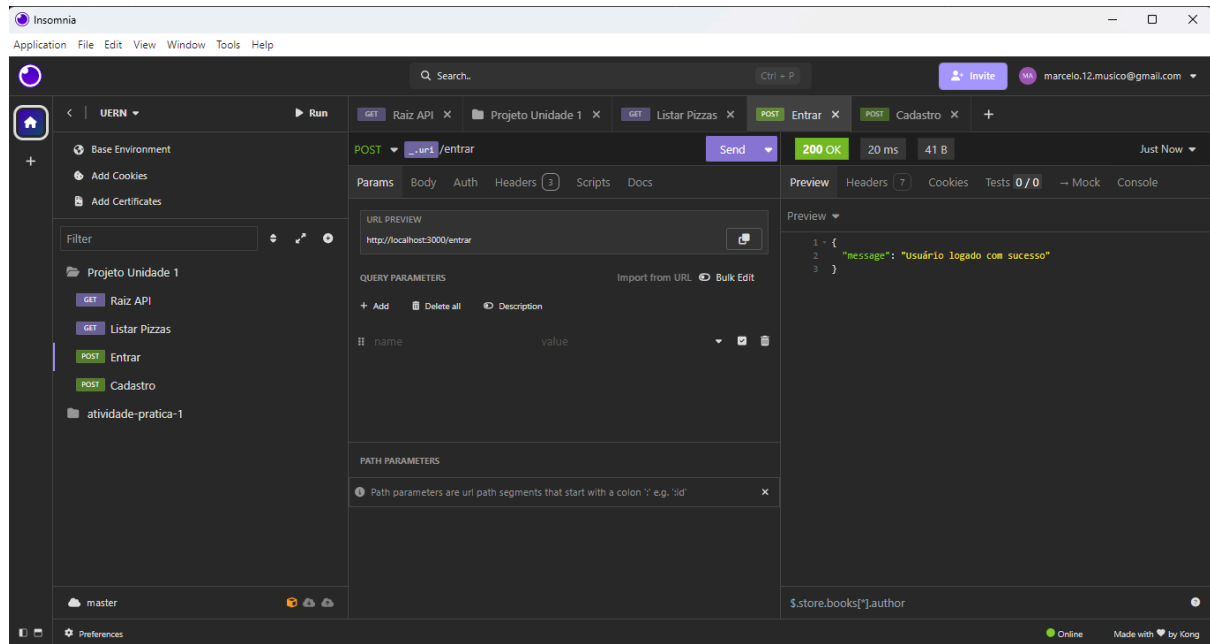 Insomnia
Application File Edit View Window Tools Help
Search.. Ctrl + P Invite MA marcelo.12.musico@gmail.com
UERN Run
GET Raiz API Projeto Unidade 1 GET Listar Pizzas POST Entrar POST Cadastro
Base Environment
Add Cookies
Add Certificates
Filter
Projeto Unidade 1
GET Raiz API
GET Listar Pizzas
POST Entrar
POST Cadastro
atividade-pratica-1
master
Preferences
POST _.uri /entrar Send
Params Body Auth Headers 3 Scripts Docs
URL PREVIEW
http://localhost:3000/entrar
QUERY PARAMETERS Import from URL Bulk Edit
+ Add Delete all Description
name value
PATH PARAMETERS
Path parameters are url path segments that start with a colon ':' e.g. ':id'
200 OK 20 ms 41 B Just Now
Preview Headers 7 Cookies Tests 0 / 0 → Mock Console
Preview
1 {
2 "message": "Usuário logado com sucesso"
3 }
$.store.books[*].author
Online Made with ♥ by Kong